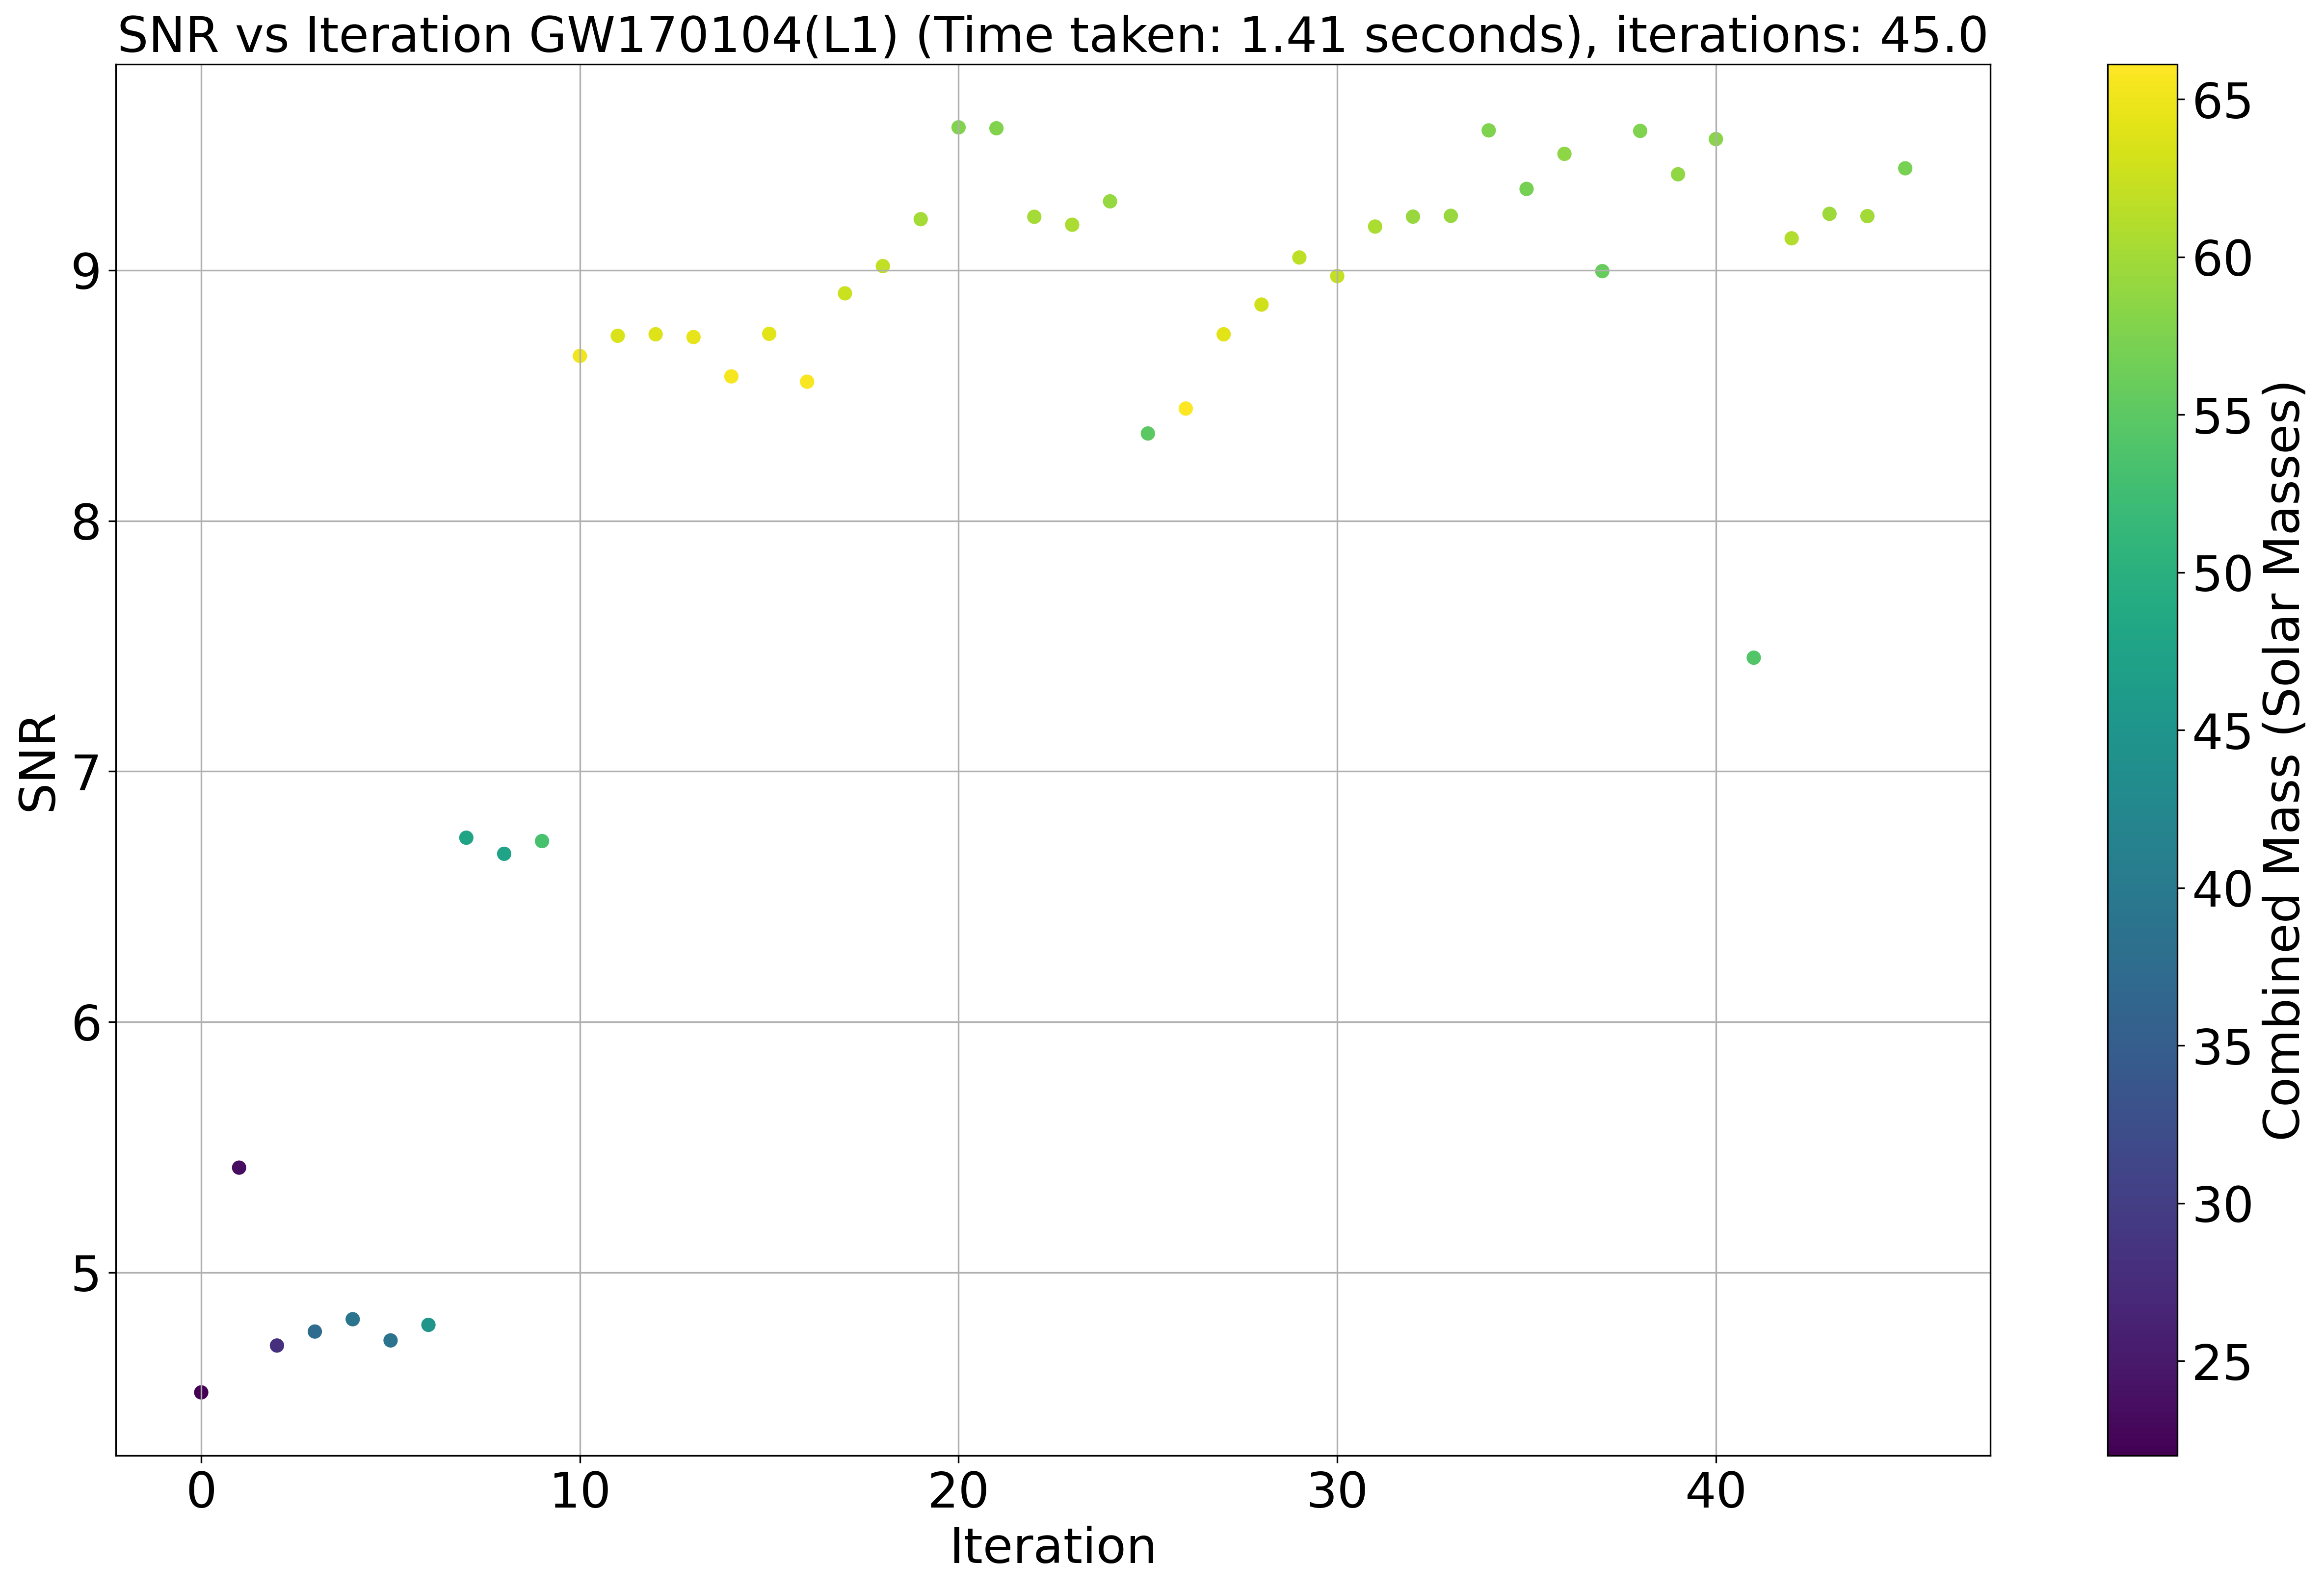 SNR vs Iteration GW170104(L1) (Time taken: 1.41 seconds), iterations: 45.0
SNR
9
8
7
6
5
0 10 20 30 40
Iteration
65
60
55
50
45
40
35
30
25
Combined Mass (Solar Masses)